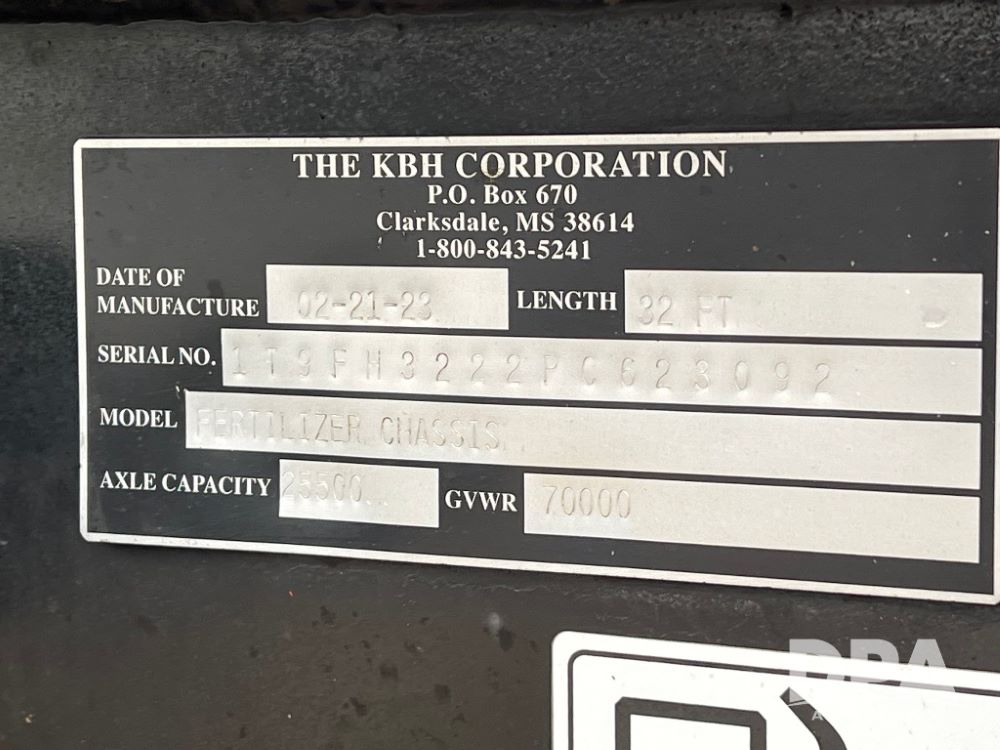 THE KBH CORPORATION
P.O. Box 670
Clarksdale, MS 38614
1-800-843-5241
DATE OF MANUFACTURE 02-21-23 LENGTH 32 FT
SERIAL NO. 1T9FH3222PC623092
MODEL FERTILIZER CHASSIS
AXLE CAPACITY 25500 GVWR 70000
DPA